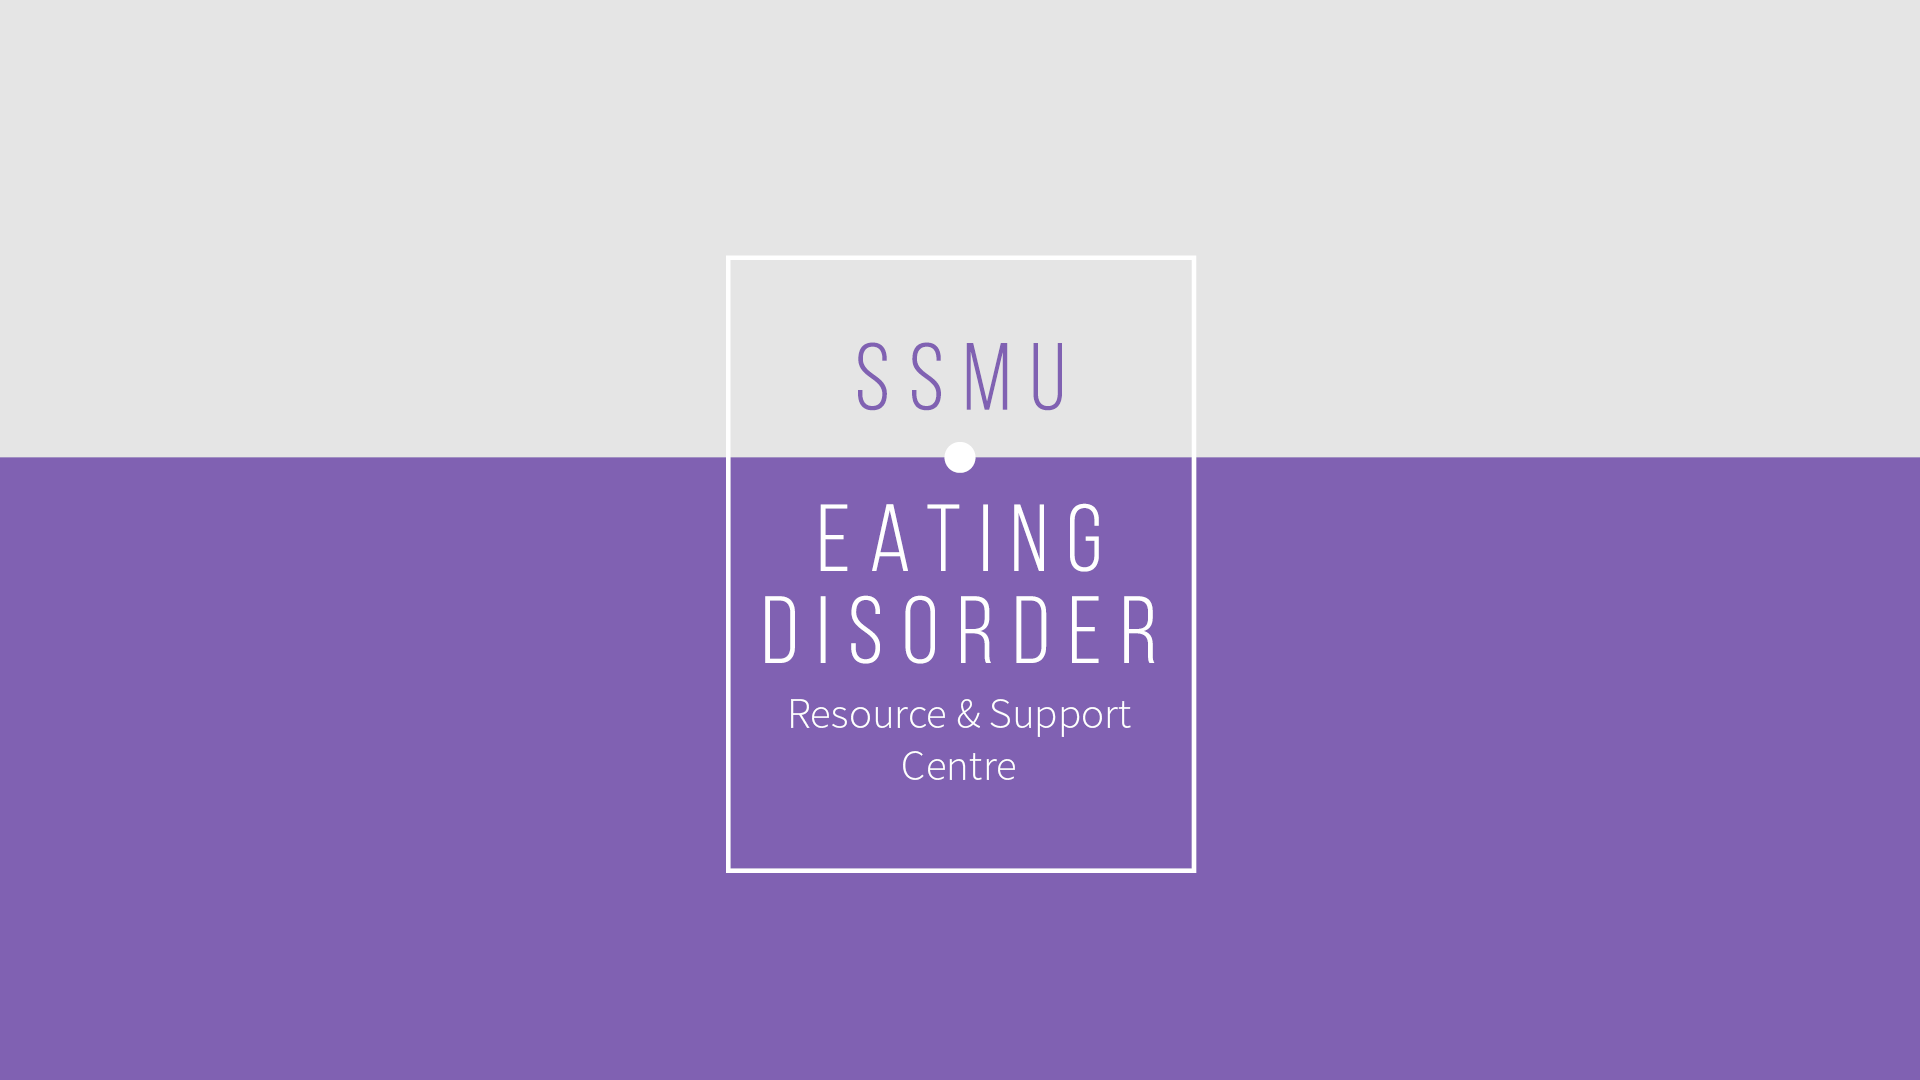 SSMU
EATING
DISORDER
Resource & Support
Centre